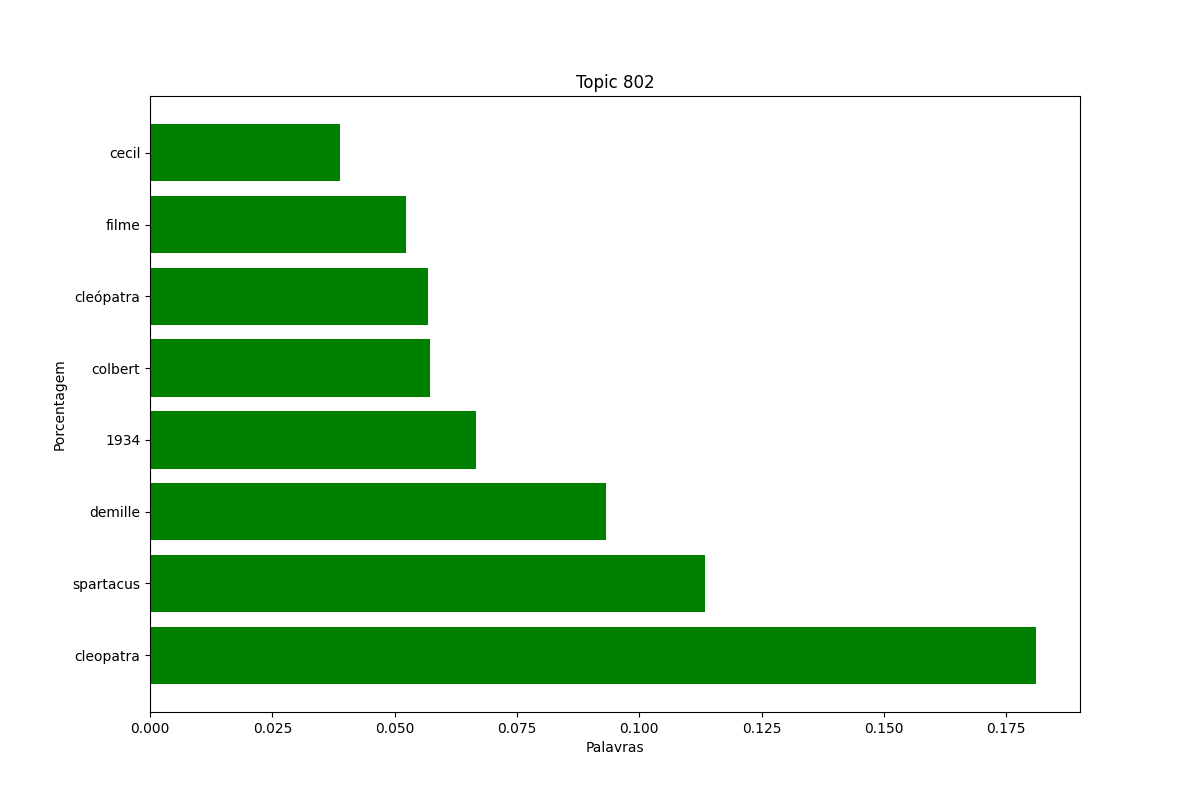 Topic 802
Porcentagem
cecil
filme
cleópatra
colbert
1934
demille
spartacus
cleopatra
0.000 0.025 0.050 0.075 0.100 0.125 0.150 0.175
Palavras